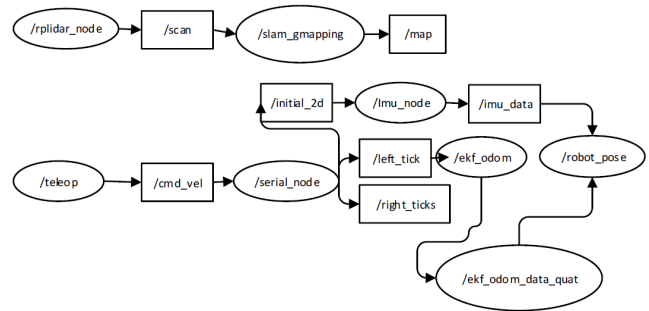 /rplidar_node
/scan
/slam_gmapping
/map
/initial_2d
/Imu_node
/imu_data
/left_tick
/ekf_odom
/robot_pose
/teleop
/cmd_vel
/serial_node
/right_ticks
/ekf_odom_data_quat